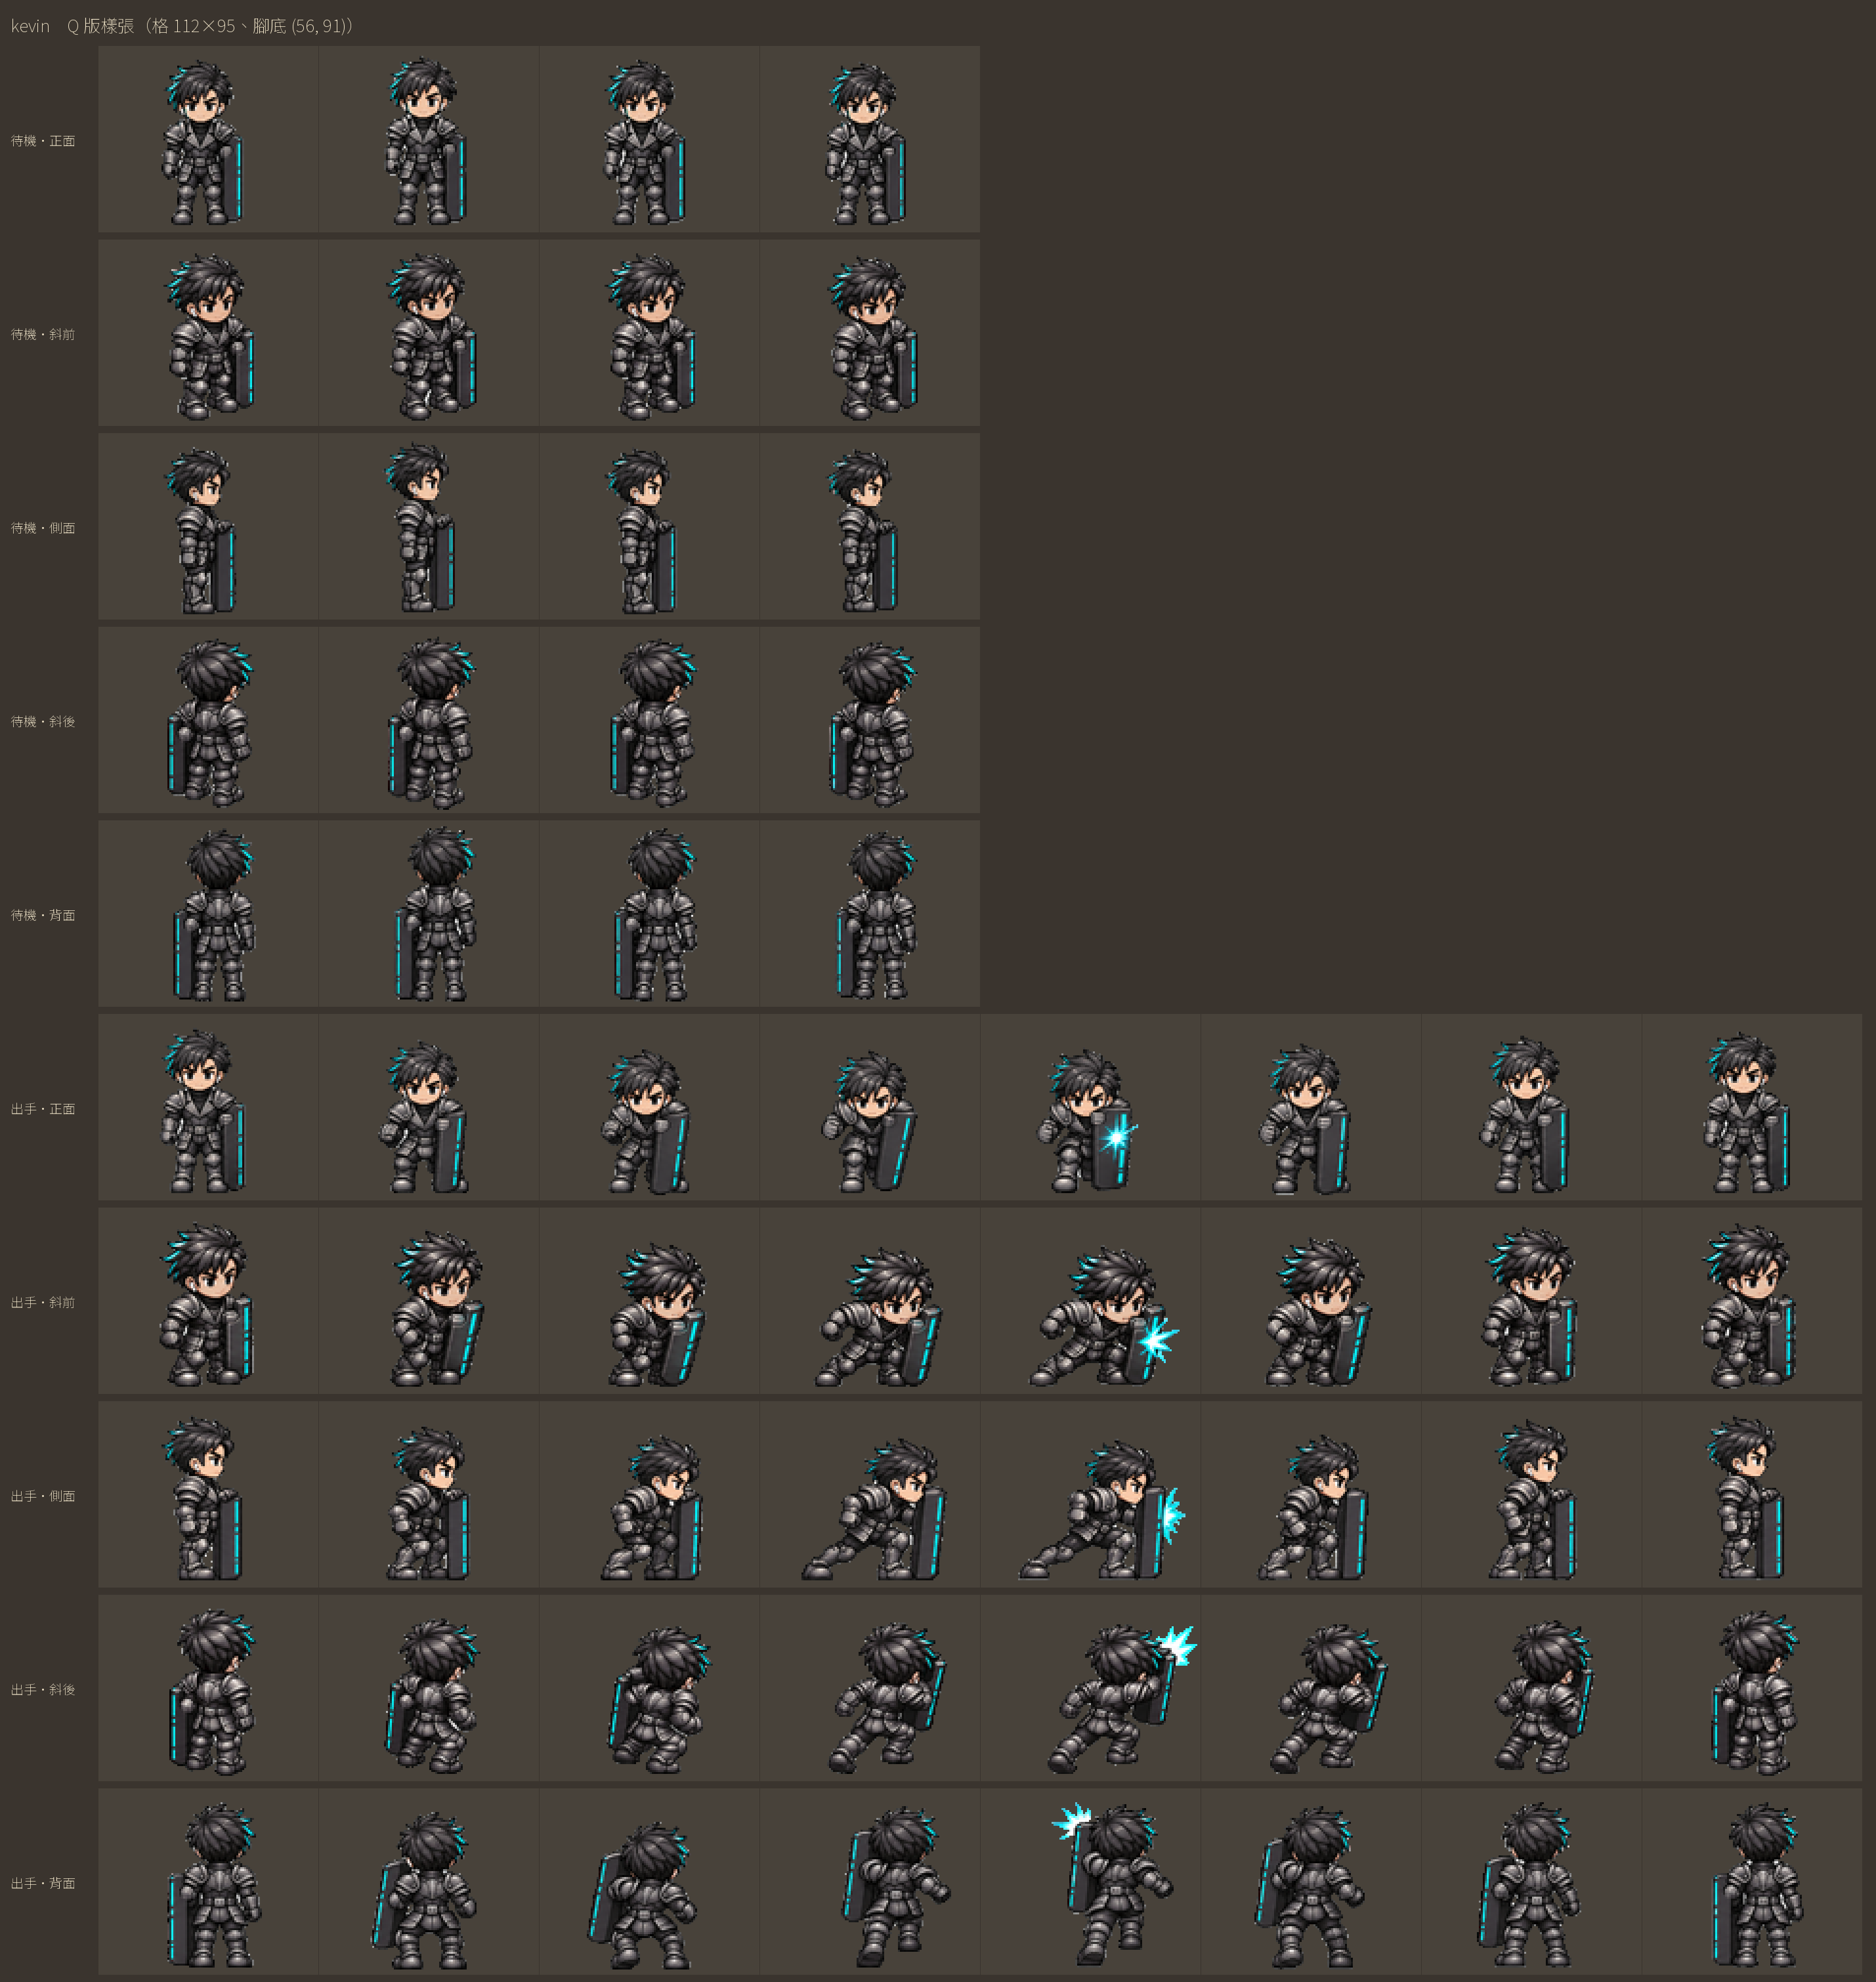 kevin　Q 版樣張（格 112×95、腳底 (56, 91)）
待機・正面
待機・斜前
待機・側面
待機・斜後
待機・背面
出手・正面
出手・斜前
出手・側面
出手・斜後
出手・背面